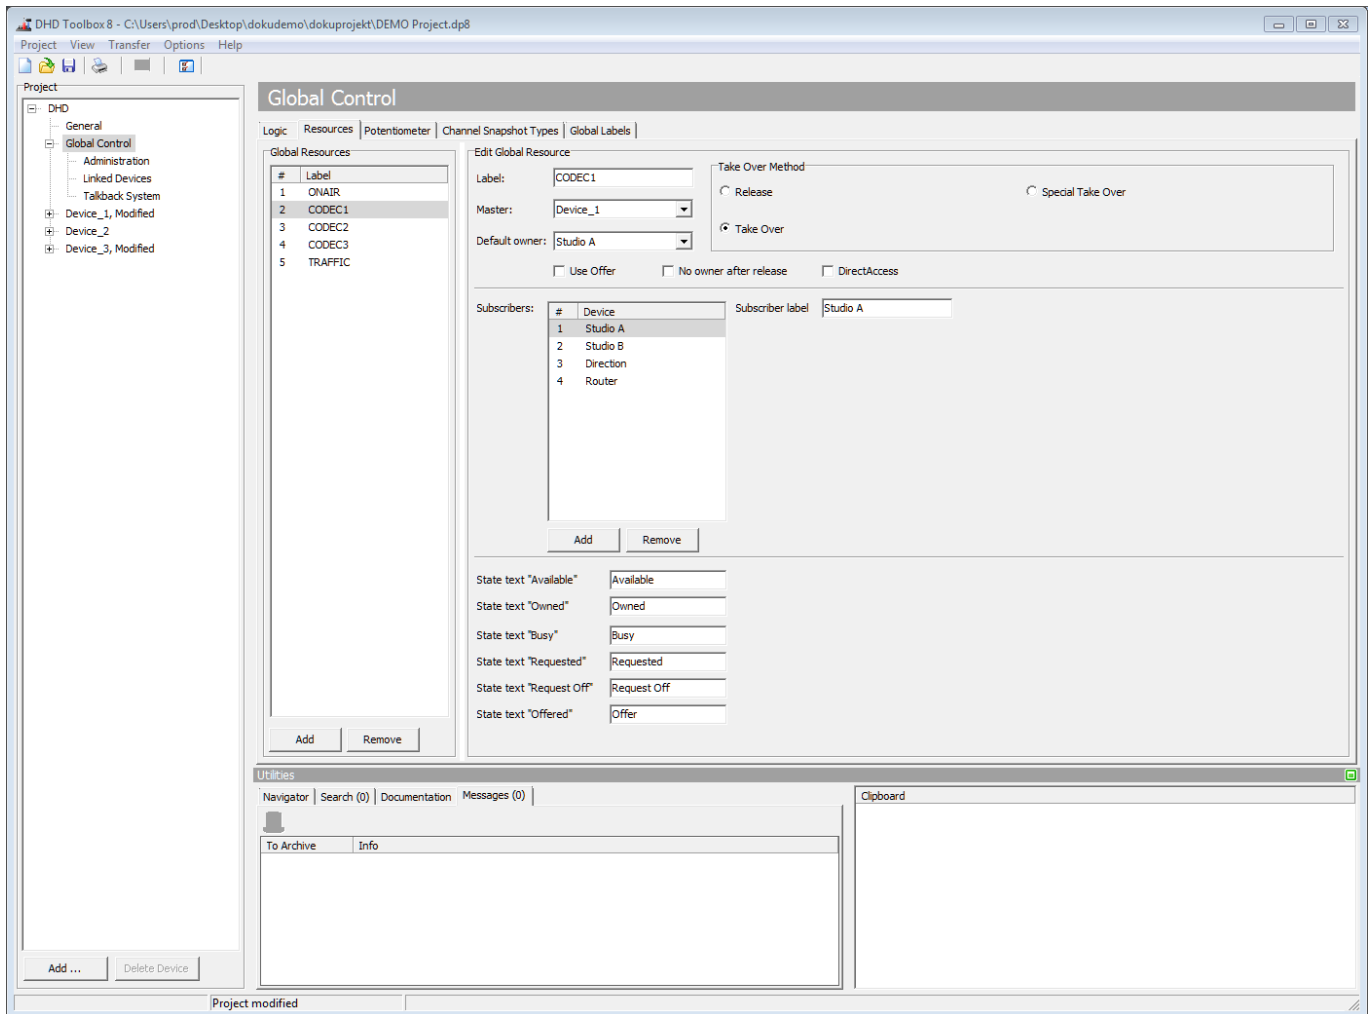 DHD Toolbox 8 - C:\Users\prod\Desktop\dokudemo\dokuprojekt\DEMO Project.dp8
Project View Transfer Options Help
Project
DHD
General
Global Control
Administration
Linked Devices
Talkback System
Device_1, Modified
Device_2
Device_3, Modified
Add ...
Delete Device
Global Control
Logic Resources Potentiometer Channel Snapshot Types Global Labels
Global Resources
# Label
1 ONAIR
2 CODEC1
3 CODEC2
4 CODEC3
5 TRAFFIC
Add Remove
Edit Global Resource
Label: CODEC1
Master: Device_1
Default owner: Studio A
Take Over Method
Release
Special Take Over
Take Over
Use Offer
No owner after release
DirectAccess
Subscribers:
# Device
1 Studio A
2 Studio B
3 Direction
4 Router
Subscriber label Studio A
Add Remove
State text "Available" Available
State text "Owned" Owned
State text "Busy" Busy
State text "Requested" Requested
State text "Request Off" Request Off
State text "Offered" Offer
Utilities
Navigator Search (0) Documentation Messages (0)
To Archive Info
Clipboard
Project modified